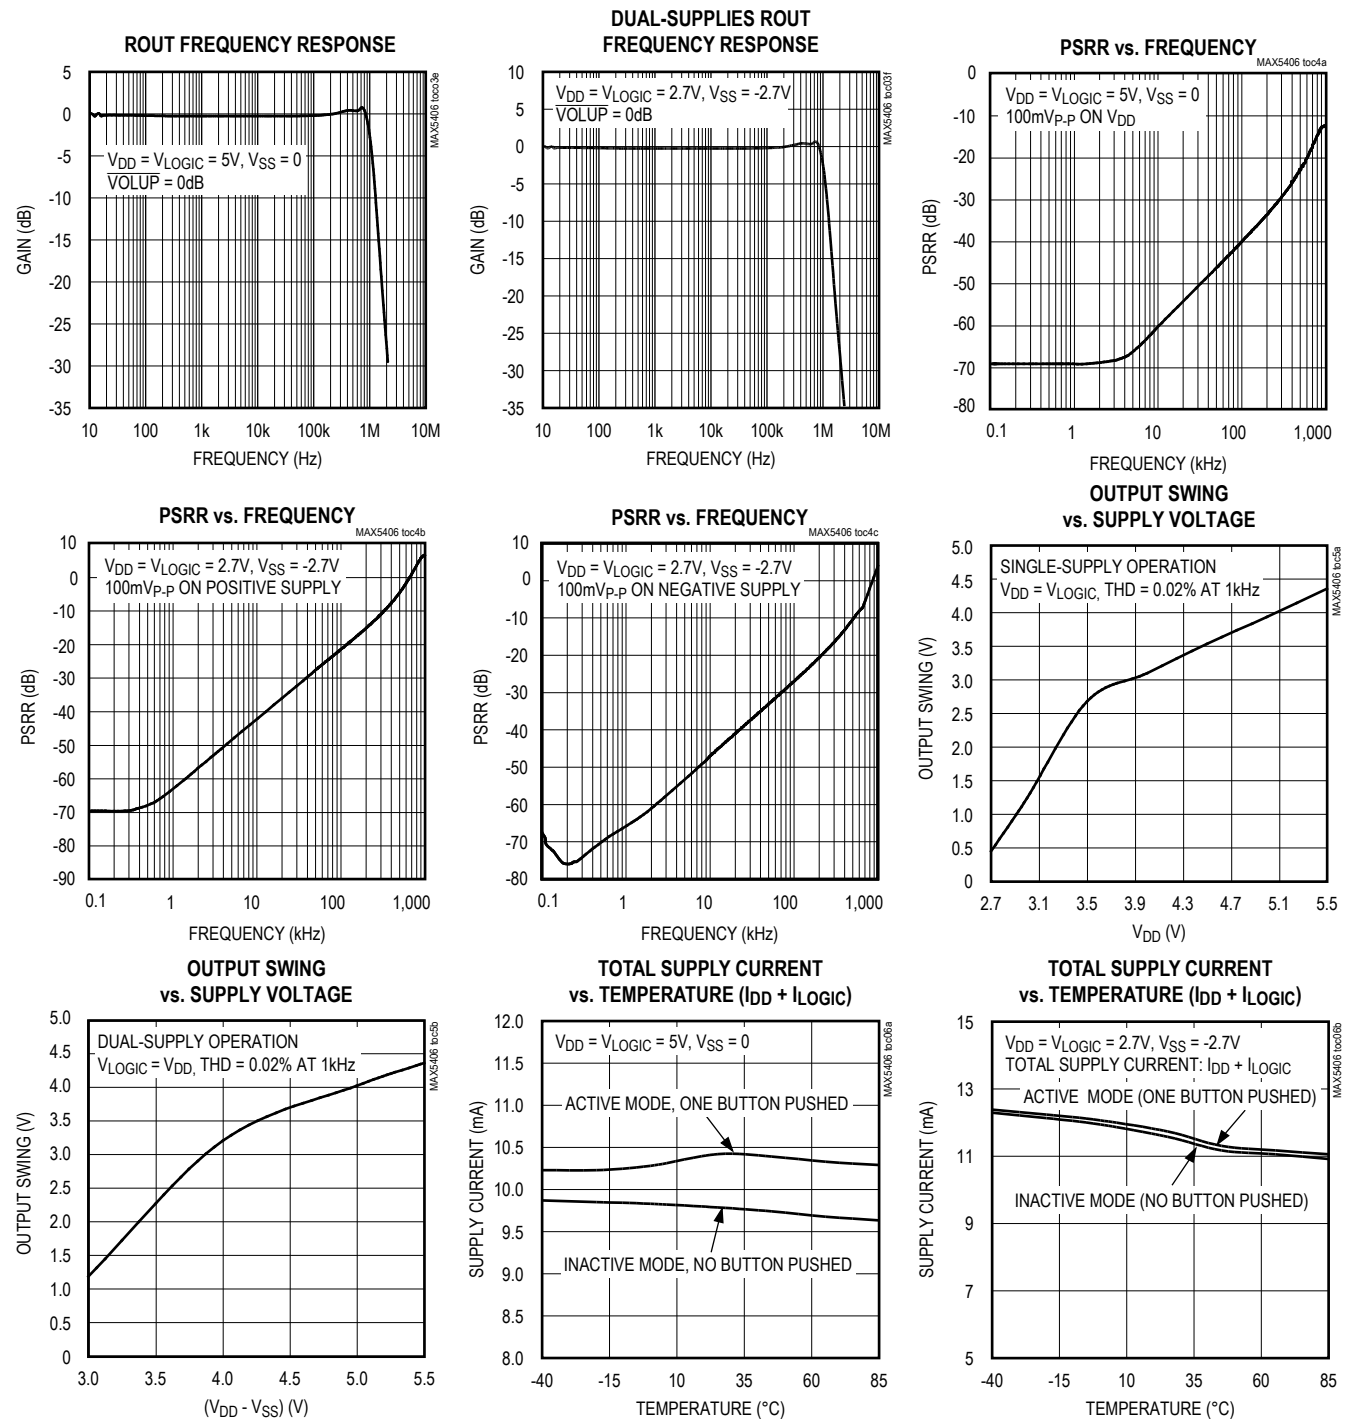 ROUT FREQUENCY RESPONSE
MAX5406 toco3e
5
0
-5
-10
-15
-20
-25
-30
-35
GAIN (dB)
VDD = VLOGIC = 5V, VSS = 0
VOLUP = 0dB
10 100 1k 10k 100k 1M 10M
FREQUENCY (Hz)
DUAL-SUPPLIES ROUT
FREQUENCY RESPONSE
MAX5406 toc03f
10
5
0
-5
-10
-15
-20
-25
-30
-35
GAIN (dB)
VDD = VLOGIC = 2.7V, VSS = -2.7V
VOLUP = 0dB
10 100 1k 10k 100k 1M 10M
FREQUENCY (Hz)
PSRR vs. FREQUENCY
MAX5406 toc4a
0
-10
-20
-30
-40
-50
-60
-70
-80
PSRR (dB)
VDD = VLOGIC = 5V, VSS = 0
100mVP-P ON VDD
0.1 1 10 100 1,000
FREQUENCY (kHz)
PSRR vs. FREQUENCY
MAX5406 toc4b
10
0
-10
-20
-30
-40
-50
-60
-70
-80
-90
PSRR (dB)
VDD = VLOGIC = 2.7V, VSS = -2.7V
100mVP-P ON POSITIVE SUPPLY
0.1 1 10 100 1,000
FREQUENCY (kHz)
PSRR vs. FREQUENCY
MAX5406 toc4c
10
0
-10
-20
-30
-40
-50
-60
-70
-80
PSRR (dB)
VDD = VLOGIC = 2.7V, VSS = -2.7V
100mVP-P ON NEGATIVE SUPPLY
0.1 1 10 100 1,000
FREQUENCY (kHz)
OUTPUT SWING
vs. SUPPLY VOLTAGE
MAX5406 toc5a
5.0
4.5
4.0
3.5
3.0
2.5
2.0
1.5
1.0
0.5
0
OUTPUT SWING (V)
SINGLE-SUPPLY OPERATION
VDD = VLOGIC, THD = 0.02% AT 1kHz
2.7 3.1 3.5 3.9 4.3 4.7 5.1 5.5
VDD (V)
OUTPUT SWING
vs. SUPPLY VOLTAGE
MAX5406 toc5b
5.0
4.5
4.0
3.5
3.0
2.5
2.0
1.5
1.0
0.5
0
OUTPUT SWING (V)
DUAL-SUPPLY OPERATION
VLOGIC = VDD, THD = 0.02% AT 1kHz
3.0 3.5 4.0 4.5 5.0 5.5
(VDD - VSS) (V)
TOTAL SUPPLY CURRENT
vs. TEMPERATURE (IDD + ILOGIC)
MAX5406 toc06a
12.0
11.5
11.0
10.5
10.0
9.5
9.0
8.5
8.0
SUPPLY CURRENT (mA)
VDD = VLOGIC = 5V, VSS = 0
ACTIVE MODE, ONE BUTTON PUSHED
INACTIVE MODE, NO BUTTON PUSHED
-40 -15 10 35 60 85
TEMPERATURE (°C)
TOTAL SUPPLY CURRENT
vs. TEMPERATURE (IDD + ILOGIC)
MAX5406 toc06b
15
13
11
9
7
5
SUPPLY CURRENT (mA)
VDD = VLOGIC = 2.7V, VSS = -2.7V
TOTAL SUPPLY CURRENT: IDD + ILOGIC
ACTIVE MODE (ONE BUTTON PUSHED)
INACTIVE MODE (NO BUTTON PUSHED)
-40 -15 10 35 60 85
TEMPERATURE (°C)